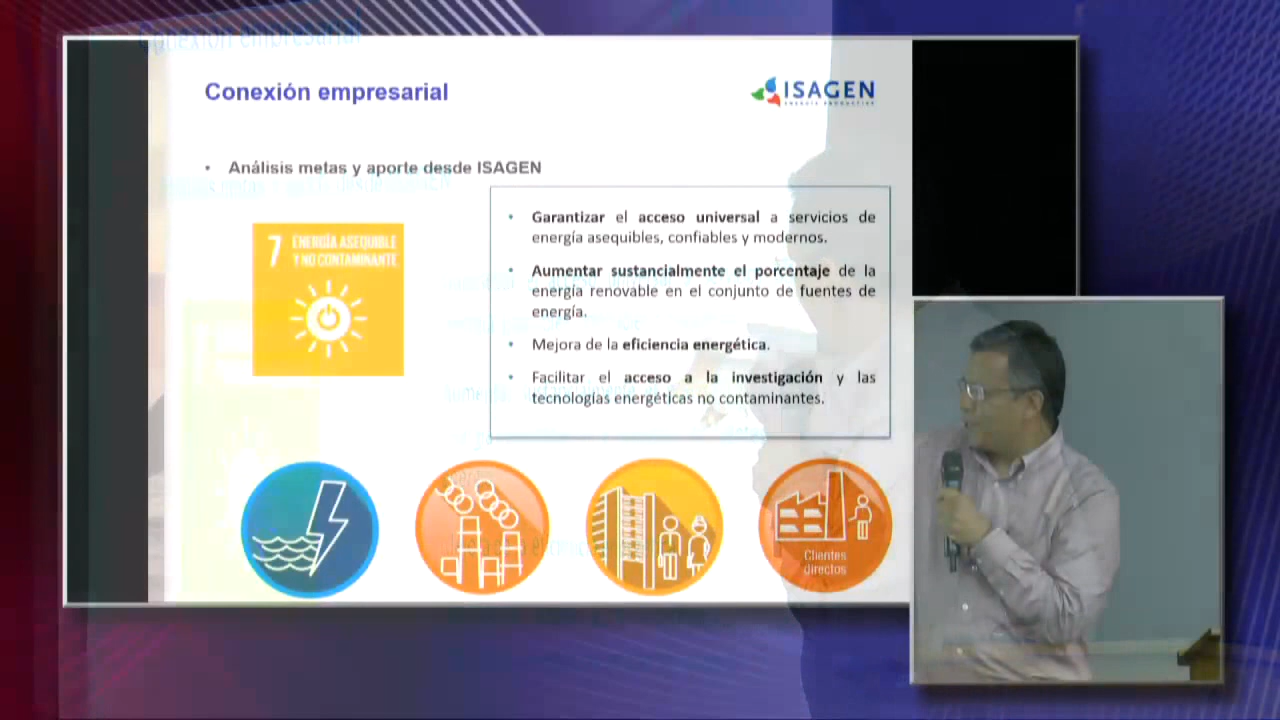 Conexión empresarial
ISAGEN
ENERGÍA PRODUCTIVA
• Análisis metas y aporte desde ISAGEN
7 ENERGÍA ASEQUIBLE
Y NO CONTAMINANTE
• Garantizar el acceso universal a servicios de
energía asequibles, confiables y modernos.
• Aumentar sustancialmente el porcentaje de la
energía renovable en el conjunto de fuentes de
energía.
• Mejora de la eficiencia energética.
• Facilitar el acceso a la investigación y las
tecnologías energéticas no contaminantes.
Clientes
directos